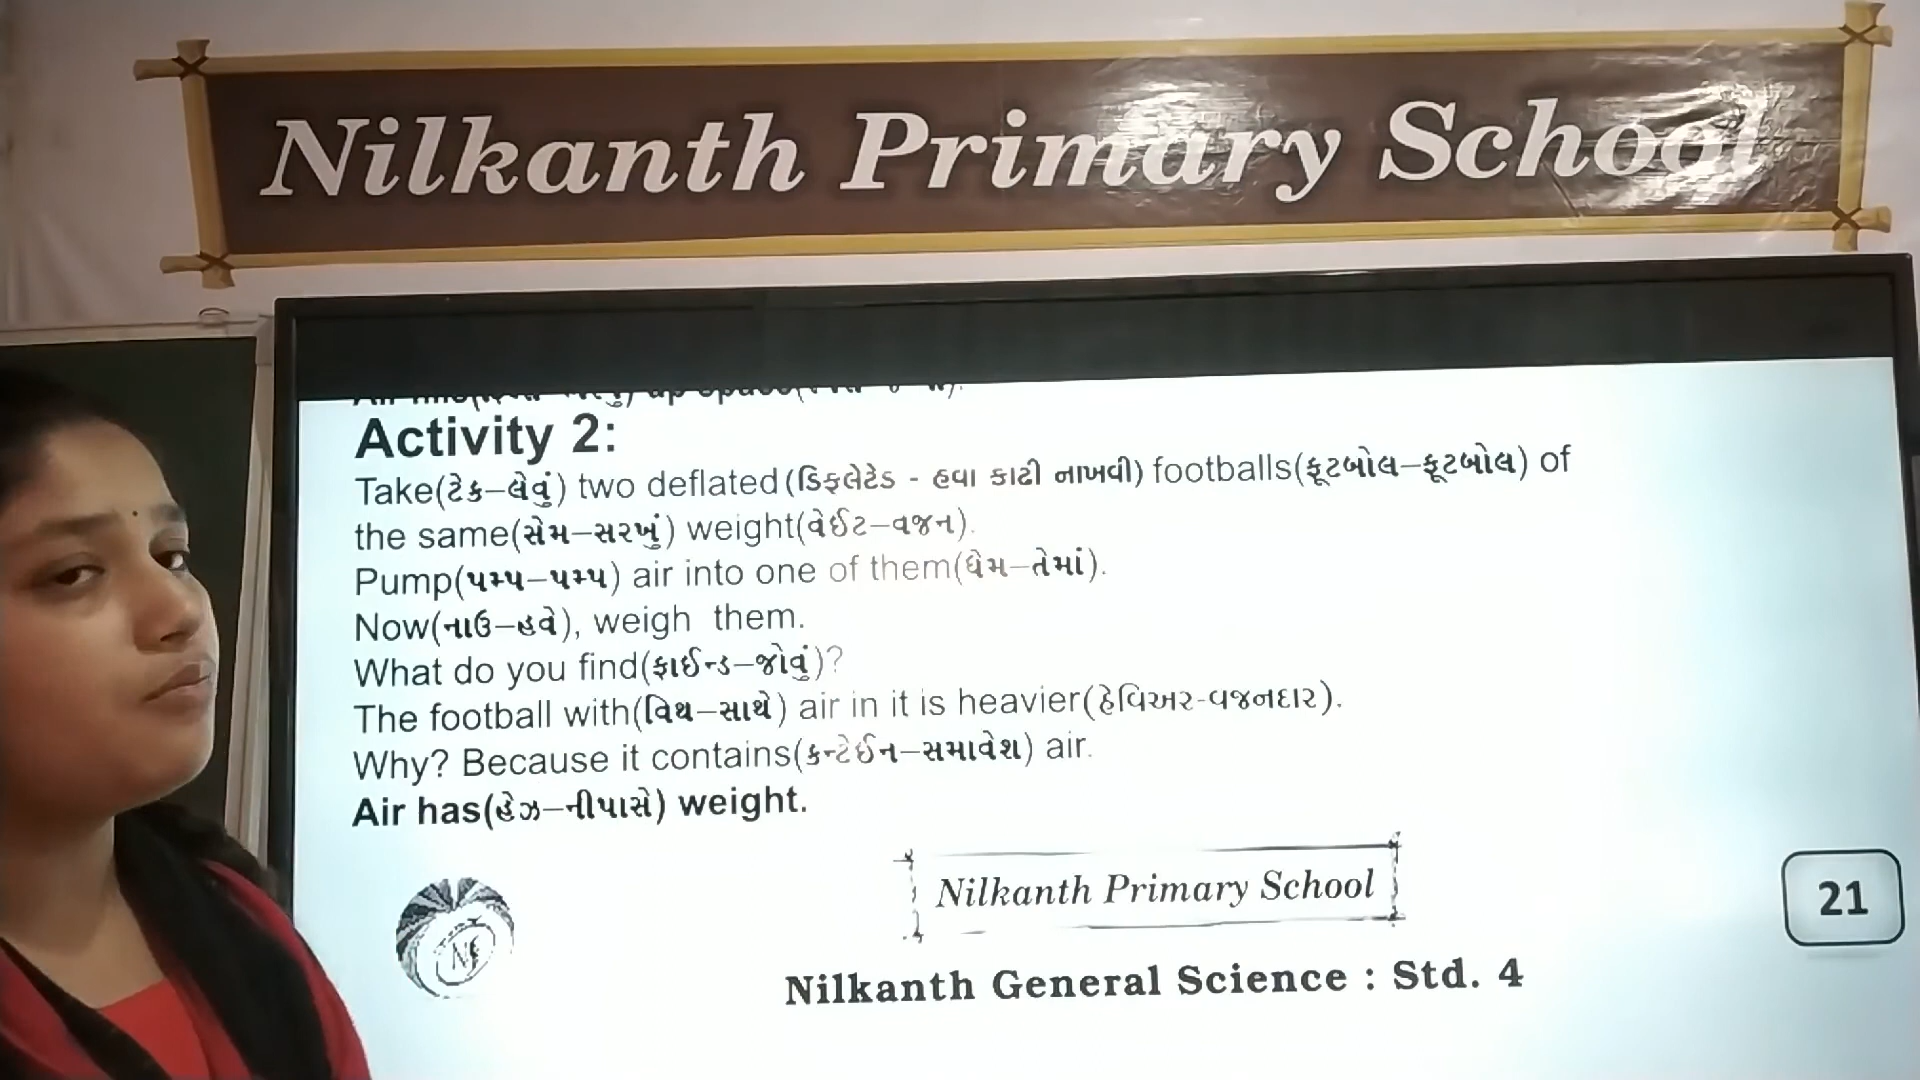 Nilkanth Primary School
Activity 2:
Take(ટેક–લેવું) two deflated (ડિફલેટેડ - હવા કાઢી નાખવી) footballs(ફૂટબોલ–ફૂટબોલ) of
the same(સેમ–સરખું) weight(વેઈટ–વજન).
Pump(પમ્પ–પમ્પ) air into one of them(ધેમ–તેમાં).
Now(નાઉ–હવે), weigh them.
What do you find(ફાઈન્ડ–જોવું)?
The football with(વિથ–સાથે) air in it is heavier(હેવિઅર-વજનદાર).
Why? Because it contains(કન્ટેઈન–સમાવેશ) air.
Air has(હેઝ–નીપાસે) weight.
Nilkanth Primary School
21
Nilkanth General Science : Std. 4